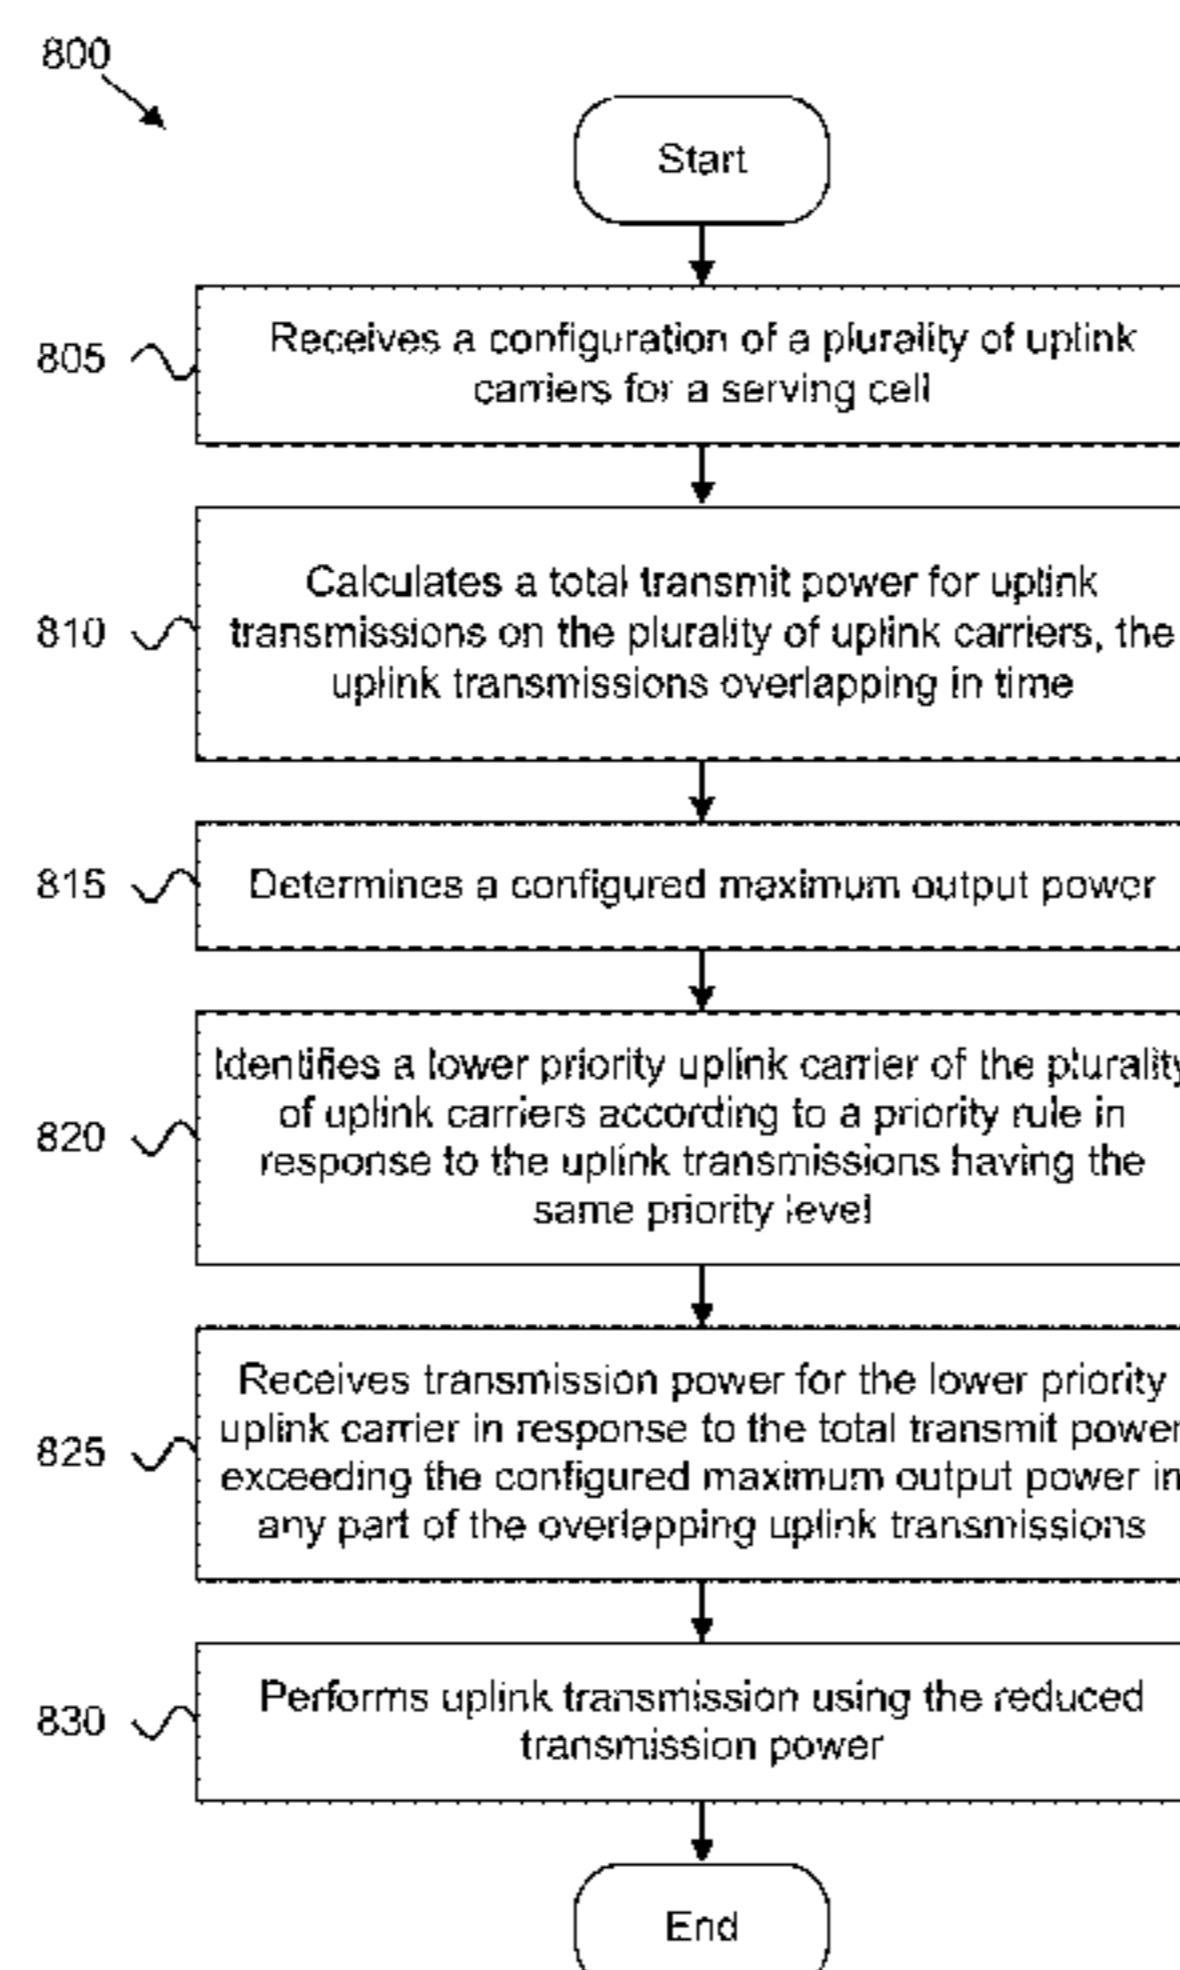 800
Start
805
Receives a configuration of a plurality of uplink
carriers for a serving cell
810
Calculates a total transmit power for uplink
transmissions on the plurality of uplink carriers, the
uplink transmissions overlapping in time
815
Determines a configured maximum output power
820
Identifies a lower priority uplink carrier of the plurality
of uplink carriers according to a priority rule in
response to the uplink transmissions having the
same priority level
825
Receives transmission power for the lower priority
uplink carrier in response to the total transmit power
exceeding the configured maximum output power in
any part of the overlapping uplink transmissions
830
Performs uplink transmission using the reduced
transmission power
End